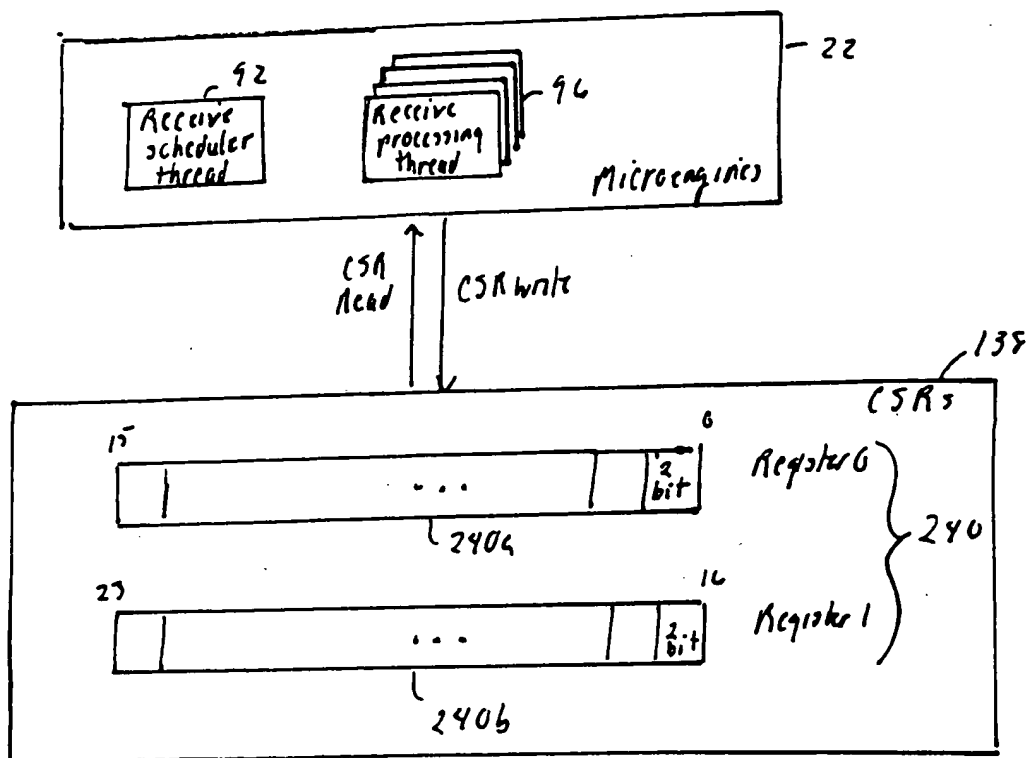 22
92
96
Receive
scheduler
thread
Receive
processing
thread
Microengines
CSR
Read
CSR write
138
CSRs
15
0
2
bit
Register 0
240a
240
23
16
2
bit
Register 1
240b